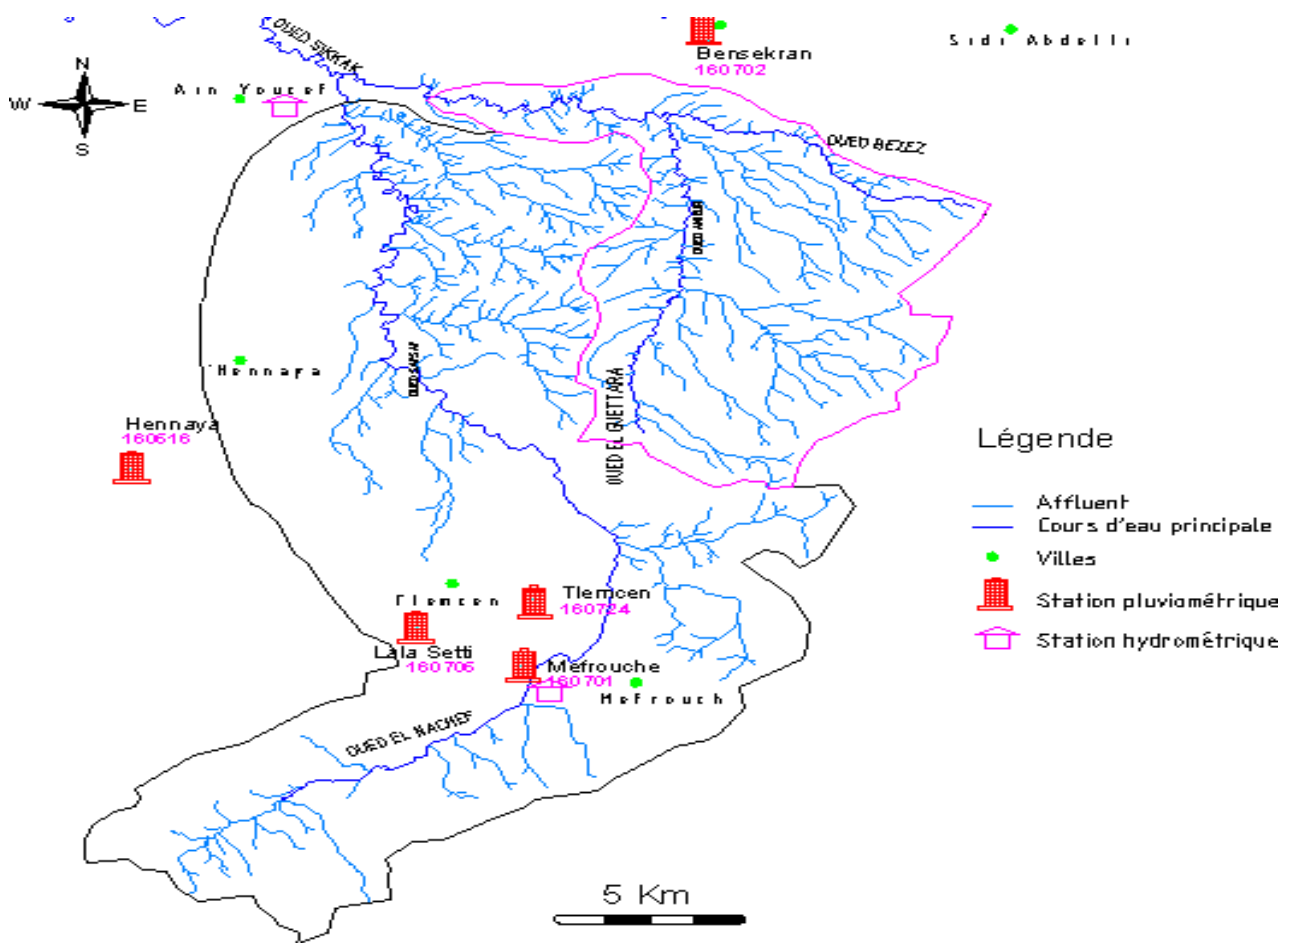 OUED SIKKAK
Bensekran
160702
Sidi Abdelli
N
W
E
S
Ain Youcef
OUED BEZEZ
Hennaya
Hennaya
160516
OUED EL GUETTARA
Légende
Affluent
Cours d'eau principale
Villes
Station pluviométrique
Station hydrométrique
Tlemcen
Tlemcen
160724
Lala Setti
160706
Mefrouche
160701
Mefrouch
OUED EL NACHEF
5 Km